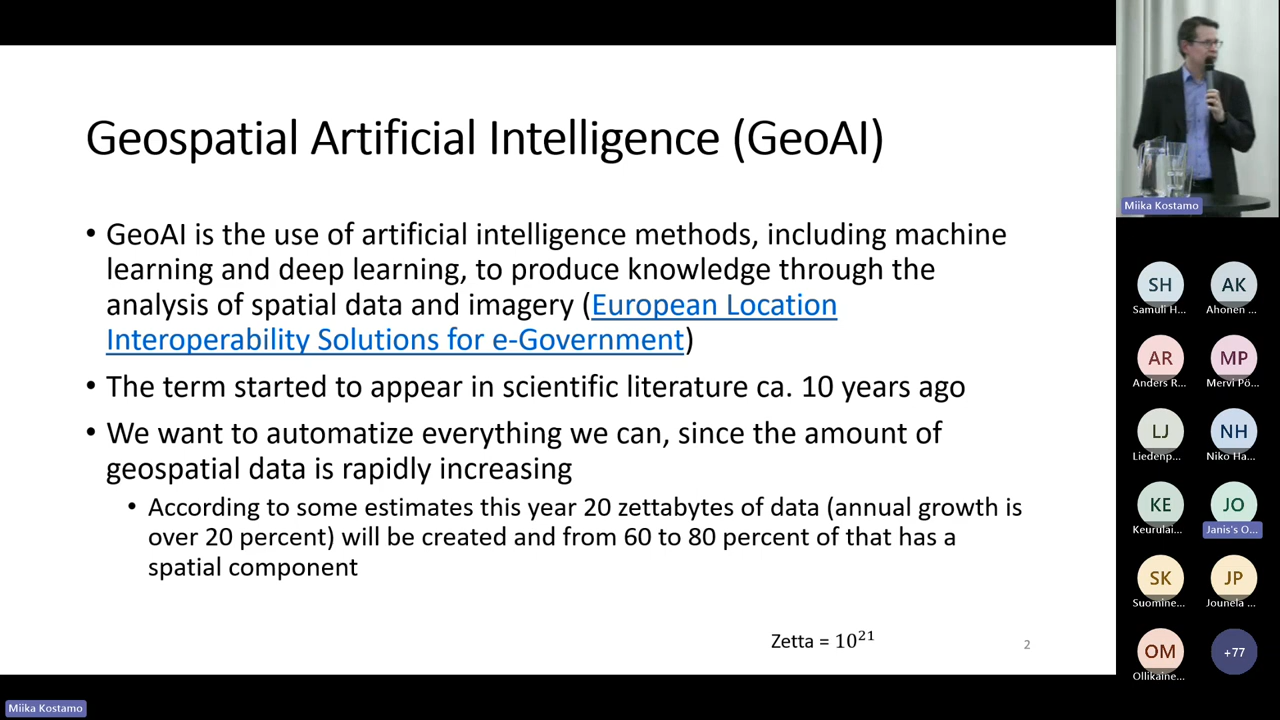 Geospatial Artificial Intelligence (GeoAI)
• GeoAI is the use of artificial intelligence methods, including machine
learning and deep learning, to produce knowledge through the
analysis of spatial data and imagery (European Location
Interoperability Solutions for e-Government)
• The term started to appear in scientific literature ca. 10 years ago
• We want to automatize everything we can, since the amount of
geospatial data is rapidly increasing
• According to some estimates this year 20 zettabytes of data (annual growth is
over 20 percent) will be created and from 60 to 80 percent of that has a
spatial component
Zetta = 10²¹
2
Miika Kostamo
Miika Kostamo
SH
Samuli H...
AK
Ahonen ...
AR
Anders R...
MP
Mervi Pö...
LJ
Liedenp...
NH
Niko Ha...
KE
Keurulai...
JO
Janis's O...
SK
Suomine...
JP
Jounela ...
OM
Ollikaine...
+77